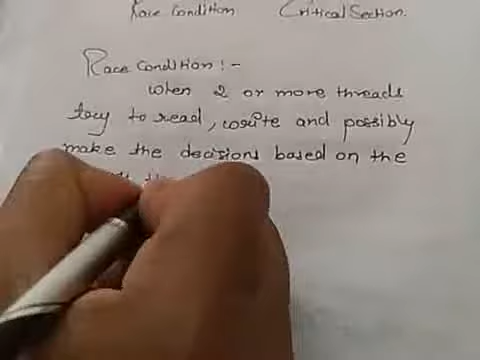 Race Condition Critical Section.
Race Condition :-
When 2 or more threads
try to read, write and possibly
make the decisions based on the